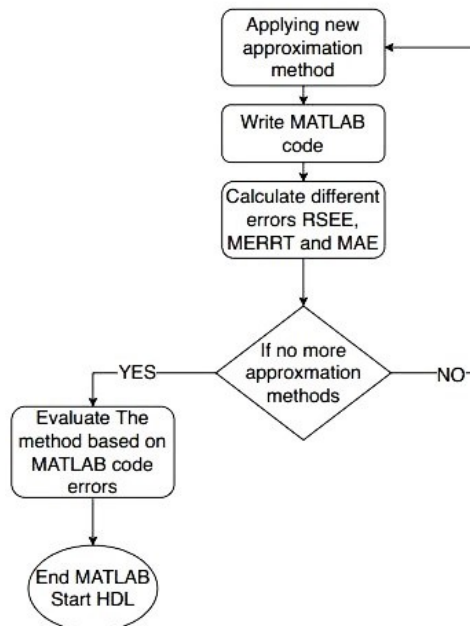 Applying new
approximation
method
Write MATLAB
code
Calculate different
errors RSEE,
MERRT and MAE
If no more
approxmation
methods
YES
NO
Evaluate The
method based on
MATLAB code
errors
End MATLAB
Start HDL